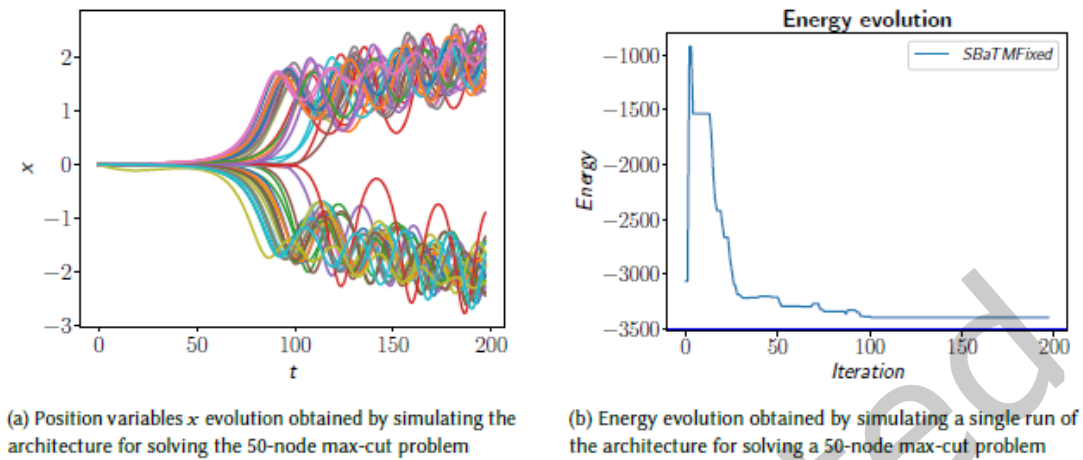 2
1
0
−1
−2
−3
x
0
50
100
150
200
t
(a) Position variables x evolution obtained by simulating the
architecture for solving the 50-node max-cut problem
Energy evolution
SBaTMFixed
−1000
−1500
−2000
−2500
−3000
−3500
Energy
0
50
100
150
200
Iteration
(b) Energy evolution obtained by simulating a single run of
the architecture for solving a 50-node max-cut problem